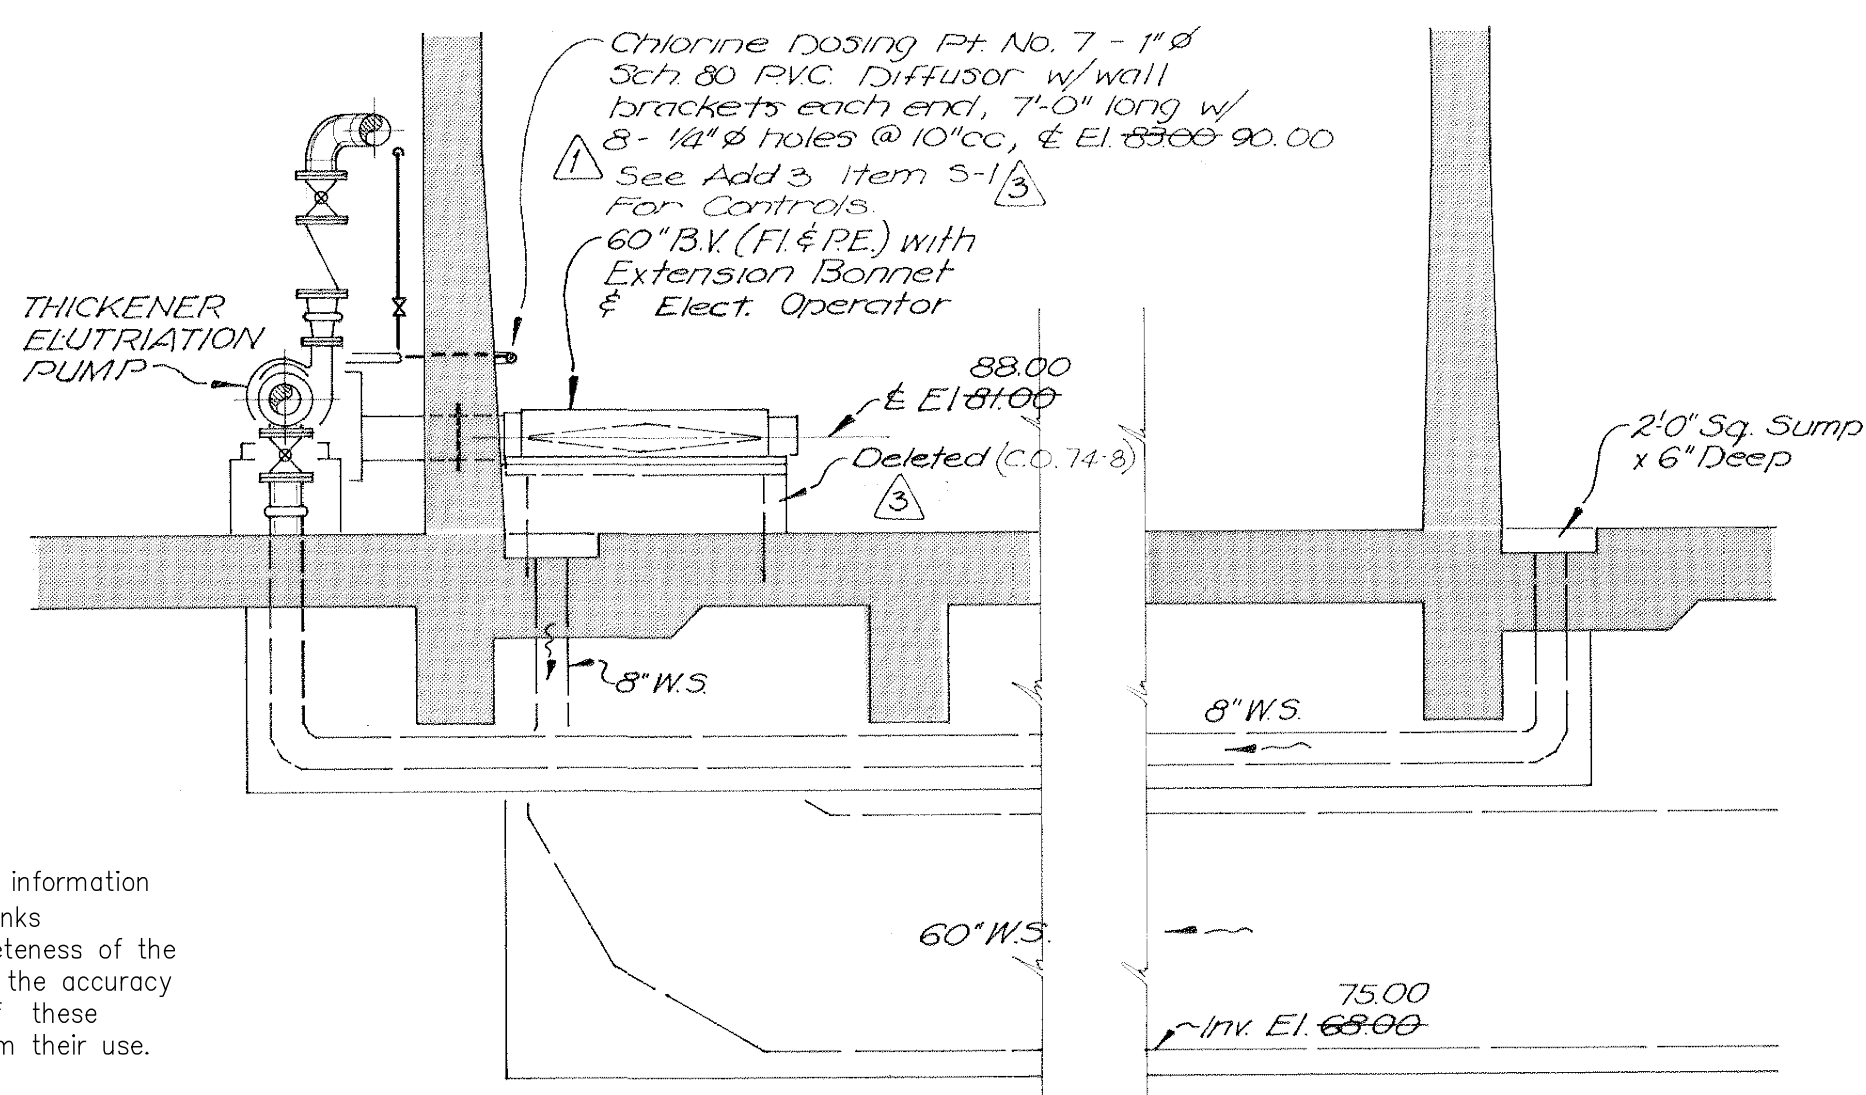 Chlorine Dosing Pt. No. 7 - 1"Ø
Sch. 80 P.V.C. Diffusor w/wall
brackets each end, 7'-0" long w/
8 - 1/4"Ø holes @ 10"cc, ℄ El. 83.00 90.00
1
See Add 3 Item S-1 3
For Controls.
60"B.V. (Fl. & P.E.) with
Extension Bonnet
& Elect. Operator
THICKENER
ELUTRIATION
PUMP
88.00
℄ El 81.00
Deleted (C.O. 74-8)
3
2'-0" Sq. Sump
x 6" Deep
8" W.S.
8" W.S.
60" W.S.
75.00
Inv. El. 68.00
information
nks
eteness of the
the accuracy
f these
m their use.